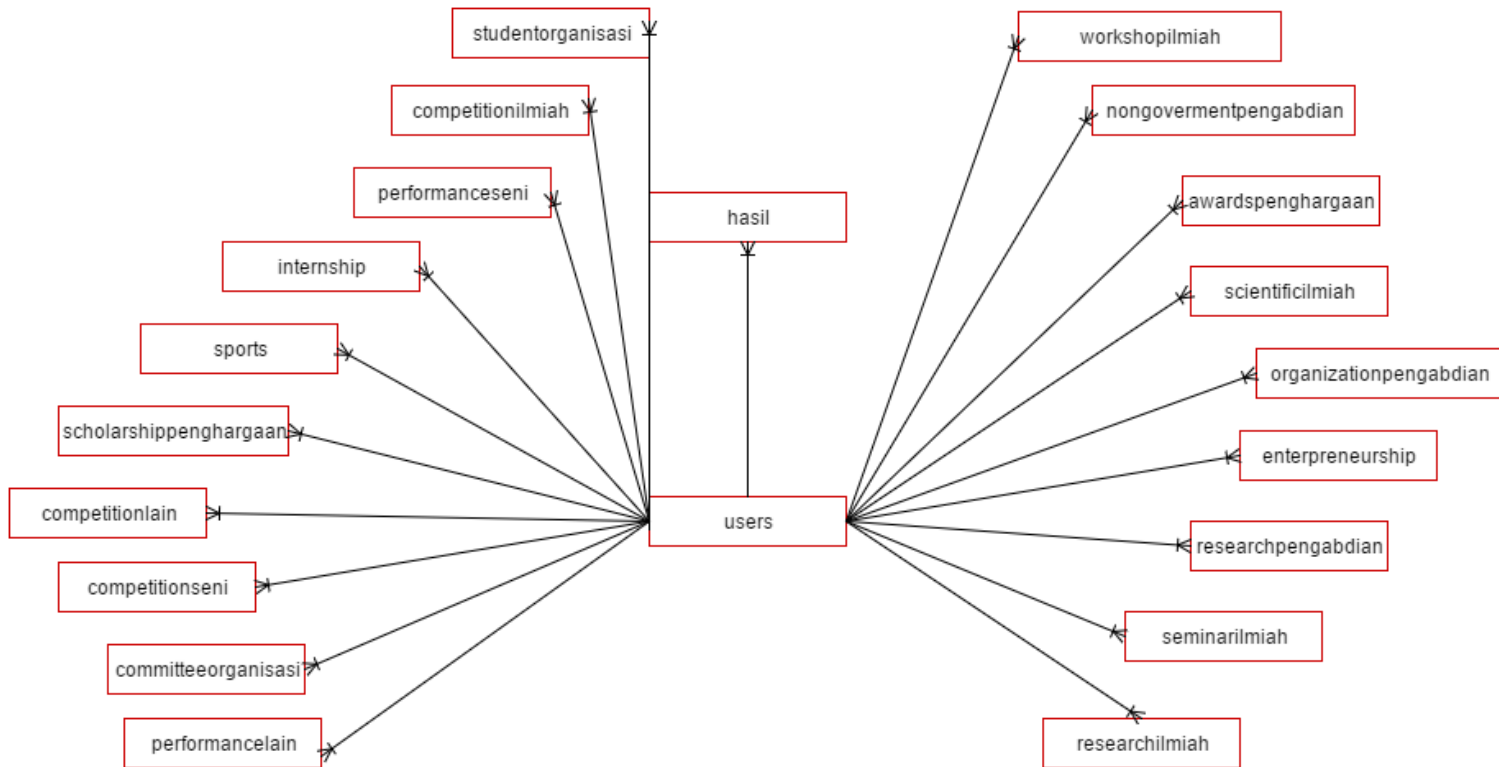 studentorganisasi
workshopilmiah
competitionilmiah
nongovermentpengabdian
performanceseni
awardspenghargaan
hasil
internship
scientificilmiah
sports
organizationpengabdian
scholarshippenghargaan
enterpreneurship
competitionlain
users
researchpengabdian
competitionseni
seminarilmiah
committeeorganisasi
performancelain
researchilmiah